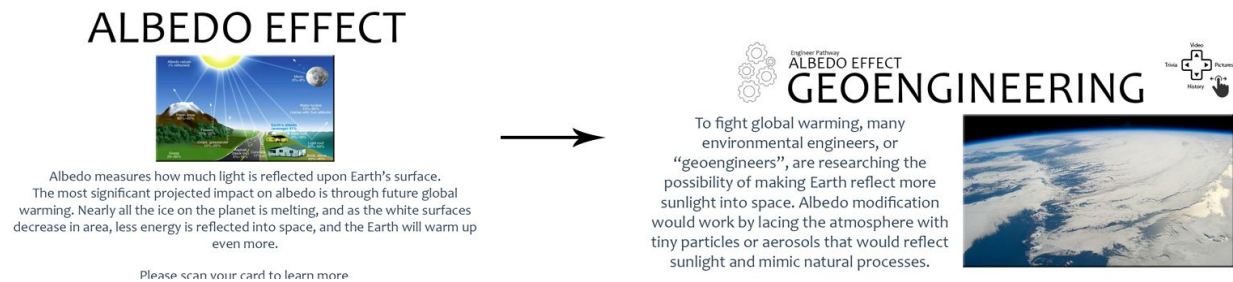 ALBEDO EFFECT
Albedo measures how much light is reflected upon Earth's surface.
The most significant projected impact on albedo is through future global
warming. Nearly all the ice on the planet is melting, and as the white surfaces
decrease in area, less energy is reflected into space, and the Earth will warm up
even more.
Please scan your card to learn more
Engineer Pathway
ALBEDO EFFECT
GEOENGINEERING
Video
Trivia
Pictures
History
To fight global warming, many
environmental engineers, or
“geoengineers”, are researching the
possibility of making Earth reflect more
sunlight into space. Albedo modification
would work by lacing the atmosphere with
tiny particles or aerosols that would reflect
sunlight and mimic natural processes.